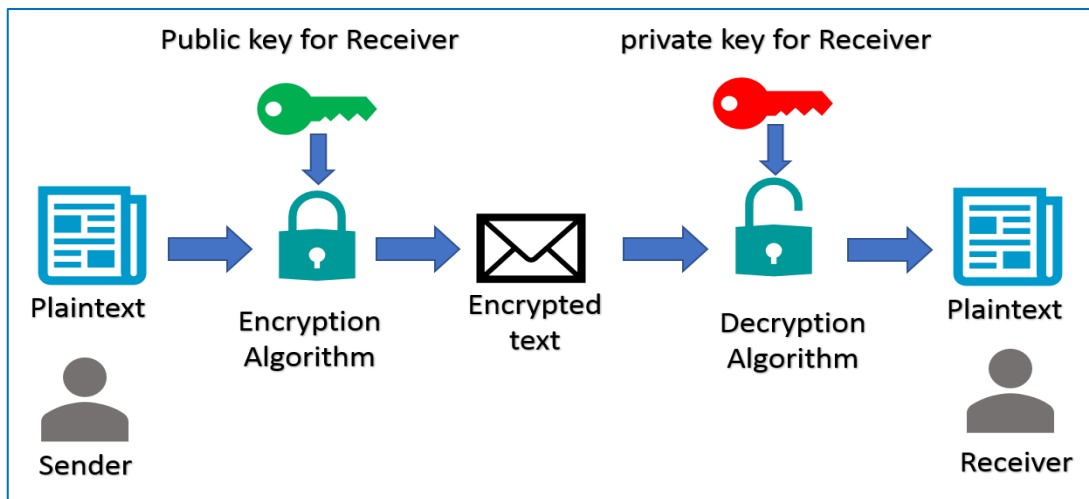 Public key for Receiver
private key for Receiver
Plaintext
Encryption
Algorithm
Encrypted
text
Decryption
Algorithm
Plaintext
Sender
Receiver